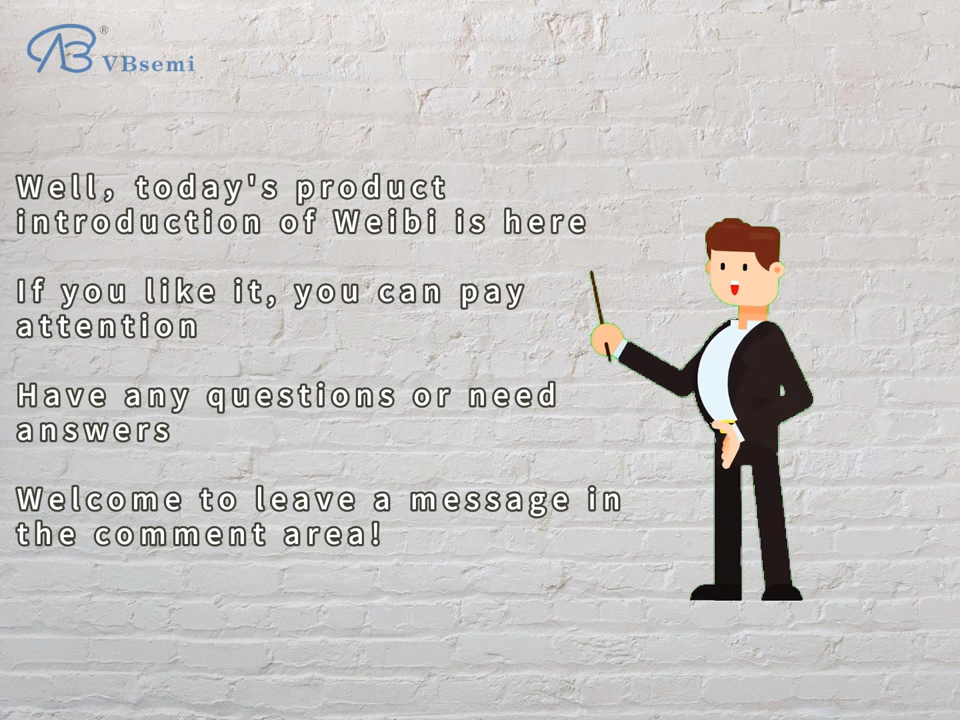 VBsemi
®
Well, today's product
introduction of Weibi is here
If you like it, you can pay
attention
Have any questions or need
answers
Welcome to leave a message in
the comment area!